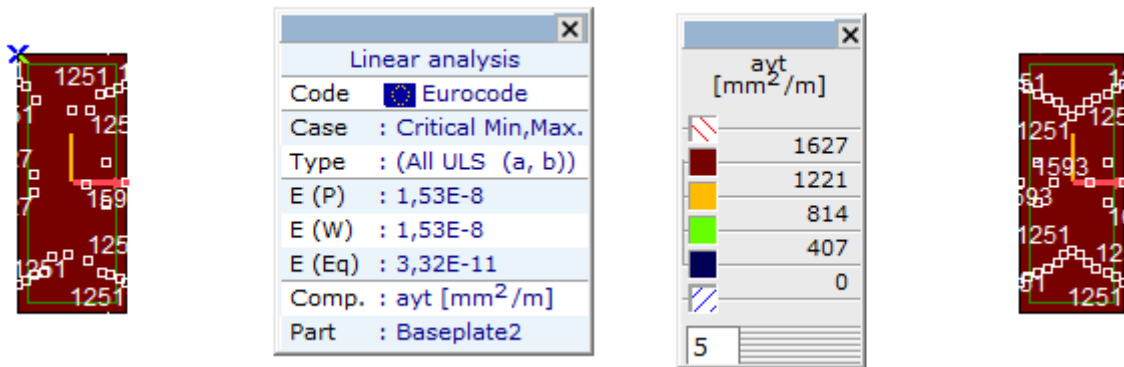 1251
1251
1251
1251
Linear analysis
Code Eurocode
Case : Critical Min,Max.
Type : (All ULS (a, b))
E (P) : 1,53E-8
E (W) : 1,53E-8
E (Eq) : 3,32E-11
Comp. : ayt [mm²/m]
Part : Baseplate2
ayt
[mm²/m]
1627
1221
814
407
0
5
1251
1593
1251
1251